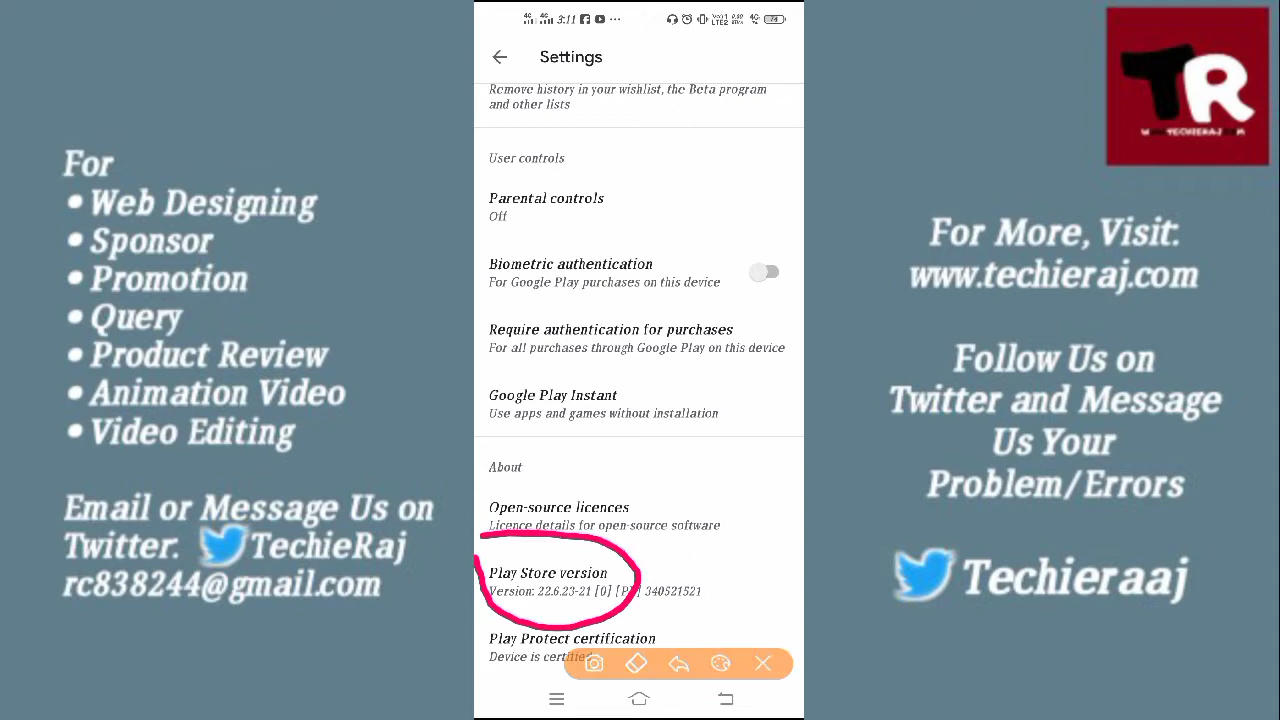 For
• Web Designing
• Sponsor
• Promotion
• Query
• Product Review
• Animation Video
• Video Editing
Email or Message Us on
Twitter. TechieRaj
rc838244@gmail.com
3:11
Settings
Remove history in your wishlist, the Beta program
and other lists
User controls
Parental controls
Off
Biometric authentication
For Google Play purchases on this device
Require authentication for purchases
For all purchases through Google Play on this device
Google Play Instant
Use apps and games without installation
About
Open-source licences
Licence details for open-source software
Play Store version
Version: 22.6.23-21 [0] 340521521
Play Protect certification
Device is certified
TR
For More, Visit:
www.techieraj.com
Follow Us on
Twitter and Message
Us Your
Problem/Errors
Techieraaj